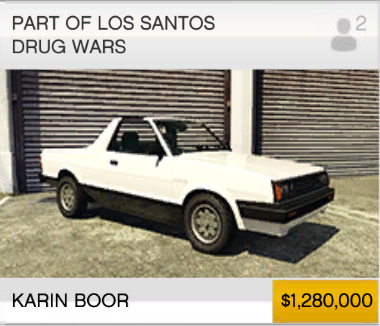 PART OF LOS SANTOS
DRUG WARS
2
KARIN BOOR
$1,280,000